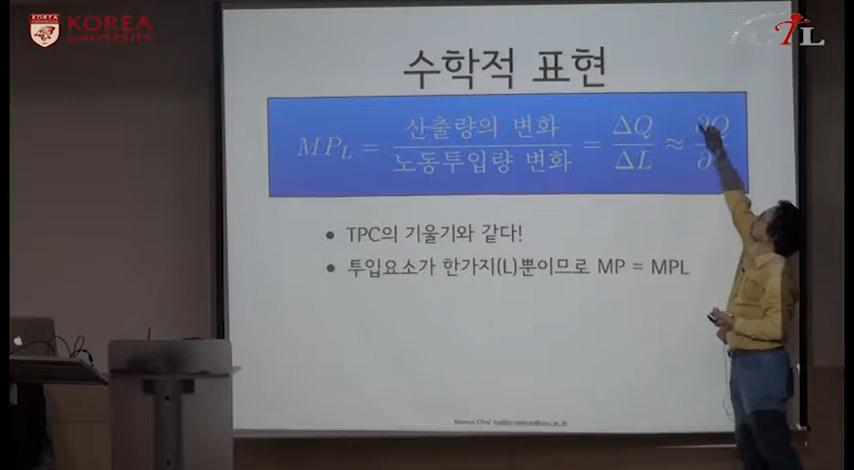 KOREA
UNIVERSITY
CTL
수학적 표현
MP_L = 산출량의 변화 / 노동투입량 변화 = ΔQ / ΔL ≈ ∂Q / ∂
• TPC의 기울기와 같다!
• 투입요소가 한가지(L)뿐이므로 MP = MPL